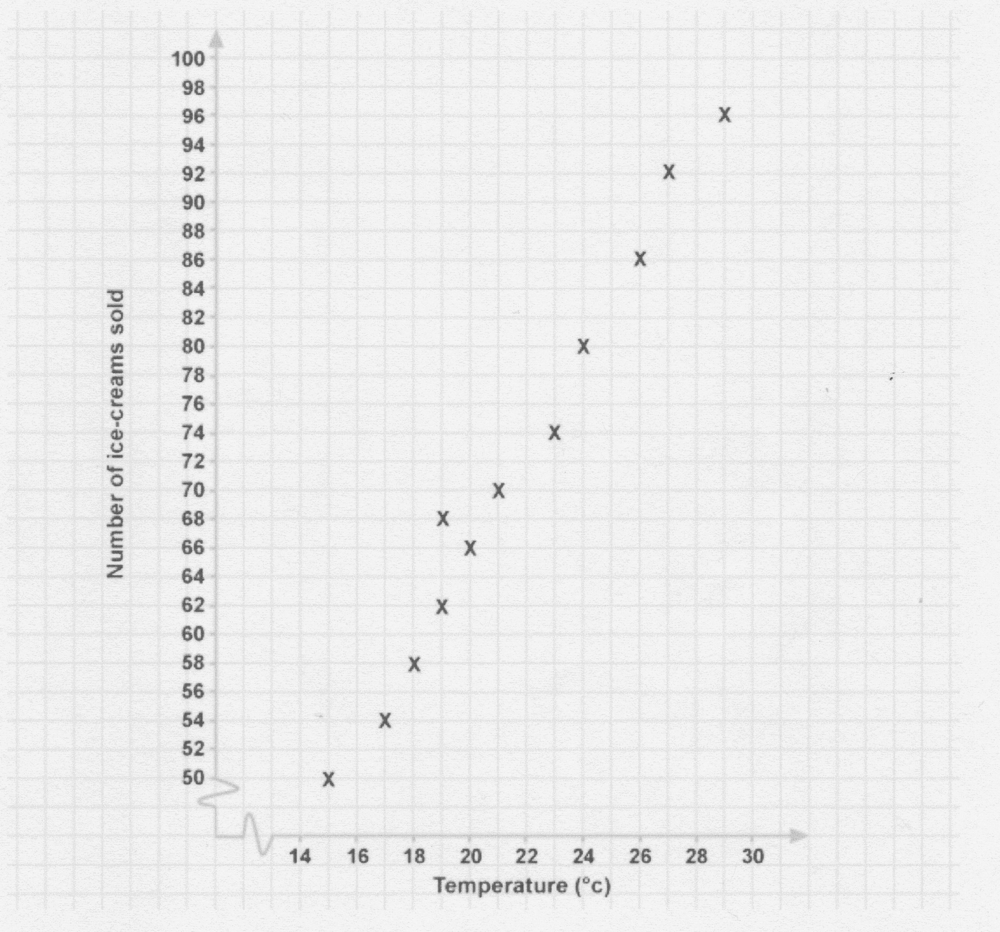 Number of ice-creams sold
100
98
96
94
92
90
88
86
84
82
80
78
76
74
72
70
68
66
64
62
60
58
56
54
52
50
X
X
X
X
X
X
X
X
X
X
X
X
14 16 18 20 22 24 26 28 30
Temperature (°c)